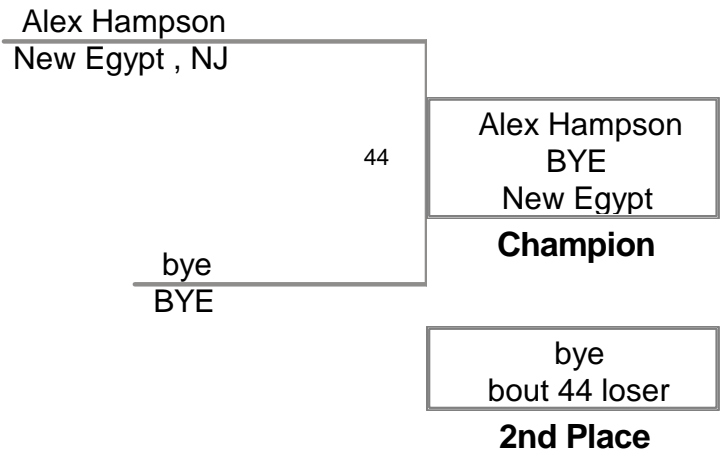 Alex Hampson
New Egypt , NJ
44
Alex Hampson
BYE
New Egypt
Champion
bye
BYE
bye
bout 44 loser
2nd Place